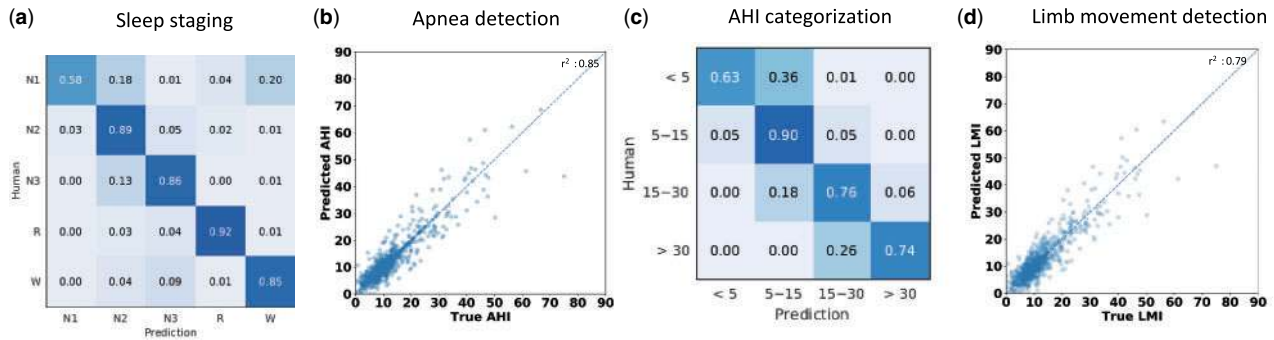 (a) Sleep staging
N1 0.58 0.18 0.01 0.04 0.20
N2 0.03 0.89 0.05 0.02 0.01
N3 0.00 0.13 0.86 0.00 0.01
R 0.00 0.03 0.04 0.92 0.01
W 0.00 0.04 0.09 0.01 0.85
Human
N1 N2 N3 R W
Prediction
(b) Apnea detection
r² :0.85
90
80
70
60
50
40
30
20
10
0
Predicted AHI
0 10 20 30 40 50 60 70 80 90
True AHI
(c) AHI categorization
< 5 0.63 0.36 0.01 0.00
5−15 0.05 0.90 0.05 0.00
15−30 0.00 0.18 0.76 0.06
> 30 0.00 0.00 0.26 0.74
Human
< 5 5−15 15−30 > 30
Prediction
(d) Limb movement detection
r² :0.79
90
80
70
60
50
40
30
20
10
0
Predicted LMI
0 10 20 30 40 50 60 70 80 90
True LMI